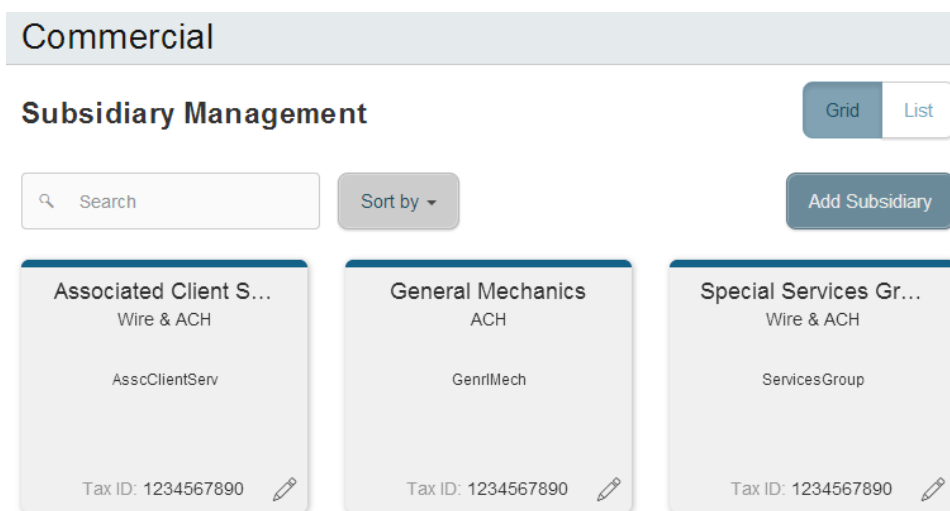 Commercial
Subsidiary Management
Grid List
Search Sort by Add Subsidiary
Associated Client S... General Mechanics Special Services Gr...
Wire & ACH ACH Wire & ACH
AsscClientServ GenrlMech ServicesGroup
Tax ID: 1234567890 Tax ID: 1234567890 Tax ID: 1234567890